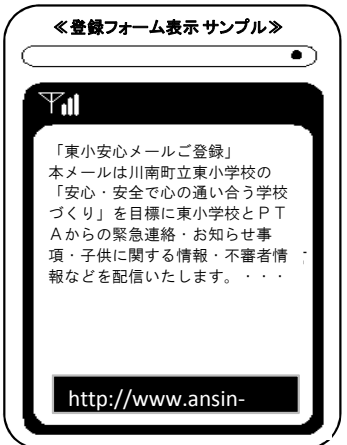 ≪登録フォーム表示 サンプル≫
「東小安心メールご登録」
本メールは川南町立東小学校の
「安心・安全で心の通い合う学校
づくり」を目標に東小学校とＰＴ
Ａからの緊急連絡・お知らせ事
項・子供に関する情報・不審者情
報などを配信いたします。・・・
http://www.ansin-